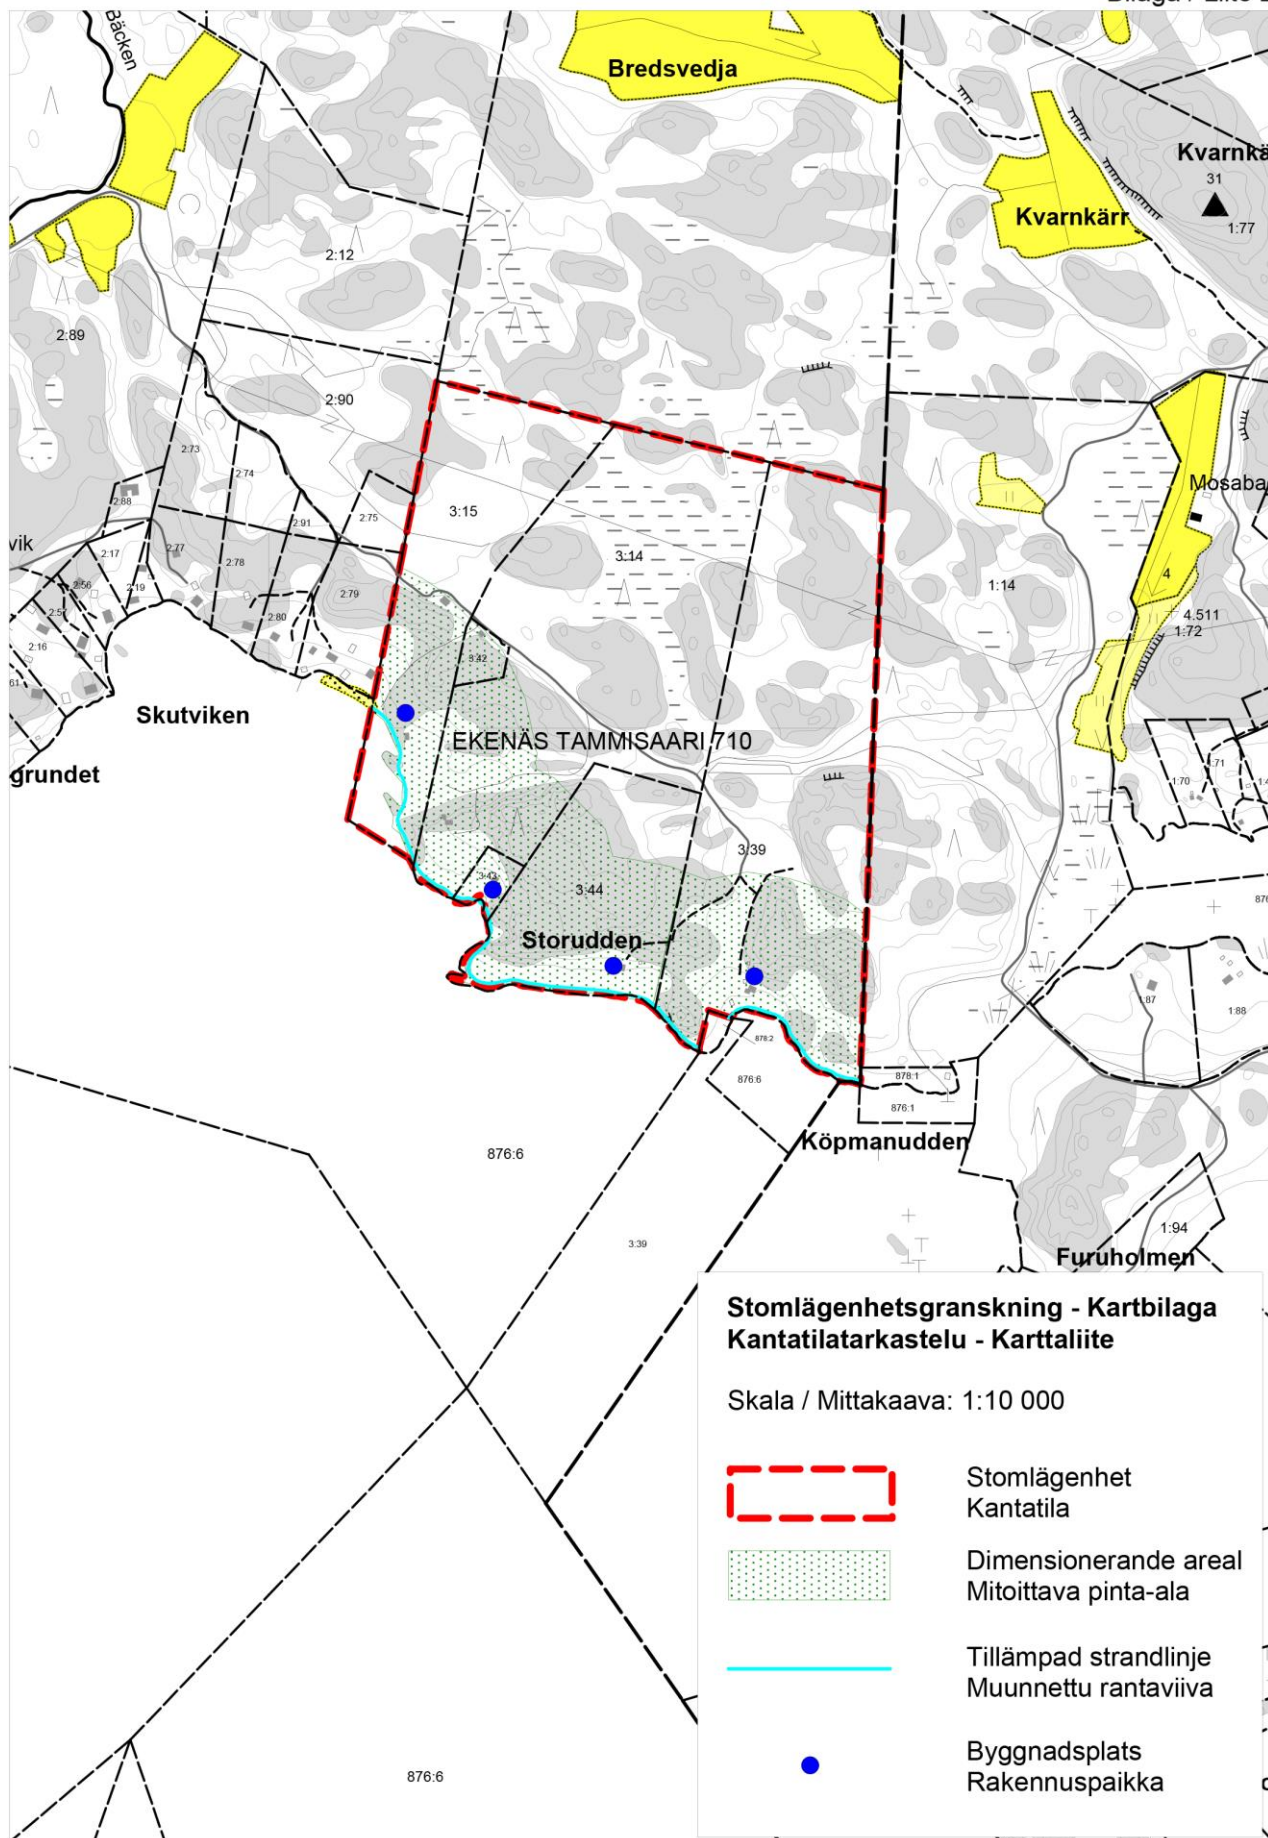 Bäcken
Bredsvedja
Kvarnkä
31
1:77
Kvarnkärr
2:12
2:89
2:90
2:73
2:74
2:88
2:91
2:75
3:15
Mosaba
vik
2:17
2:77
2:78
3:14
1:14
4
2:56
2:19
2:79
4.511
1:72
2:57
2:80
2:16
3:42
61
Skutviken
EKENÄS TAMMISAARI 710
grundet
1:71
1:70
3:39
3:43
3:44
876
Storudden
1:87
1:88
878:2
876:6
878:1
876:1
Köpmanudden
876:6
1:94
3:39
Furuholmen
Stomlägenhetsgranskning - Kartbilaga
Kantatilatarkastelu - Karttaliite
Skala / Mittakaava: 1:10 000
Stomlägenhet
Kantatila
Dimensionerande areal
Mitoittava pinta-ala
Tillämpad strandlinje
Muunnettu rantaviiva
Byggnadsplats
Rakennuspaikka
876:6